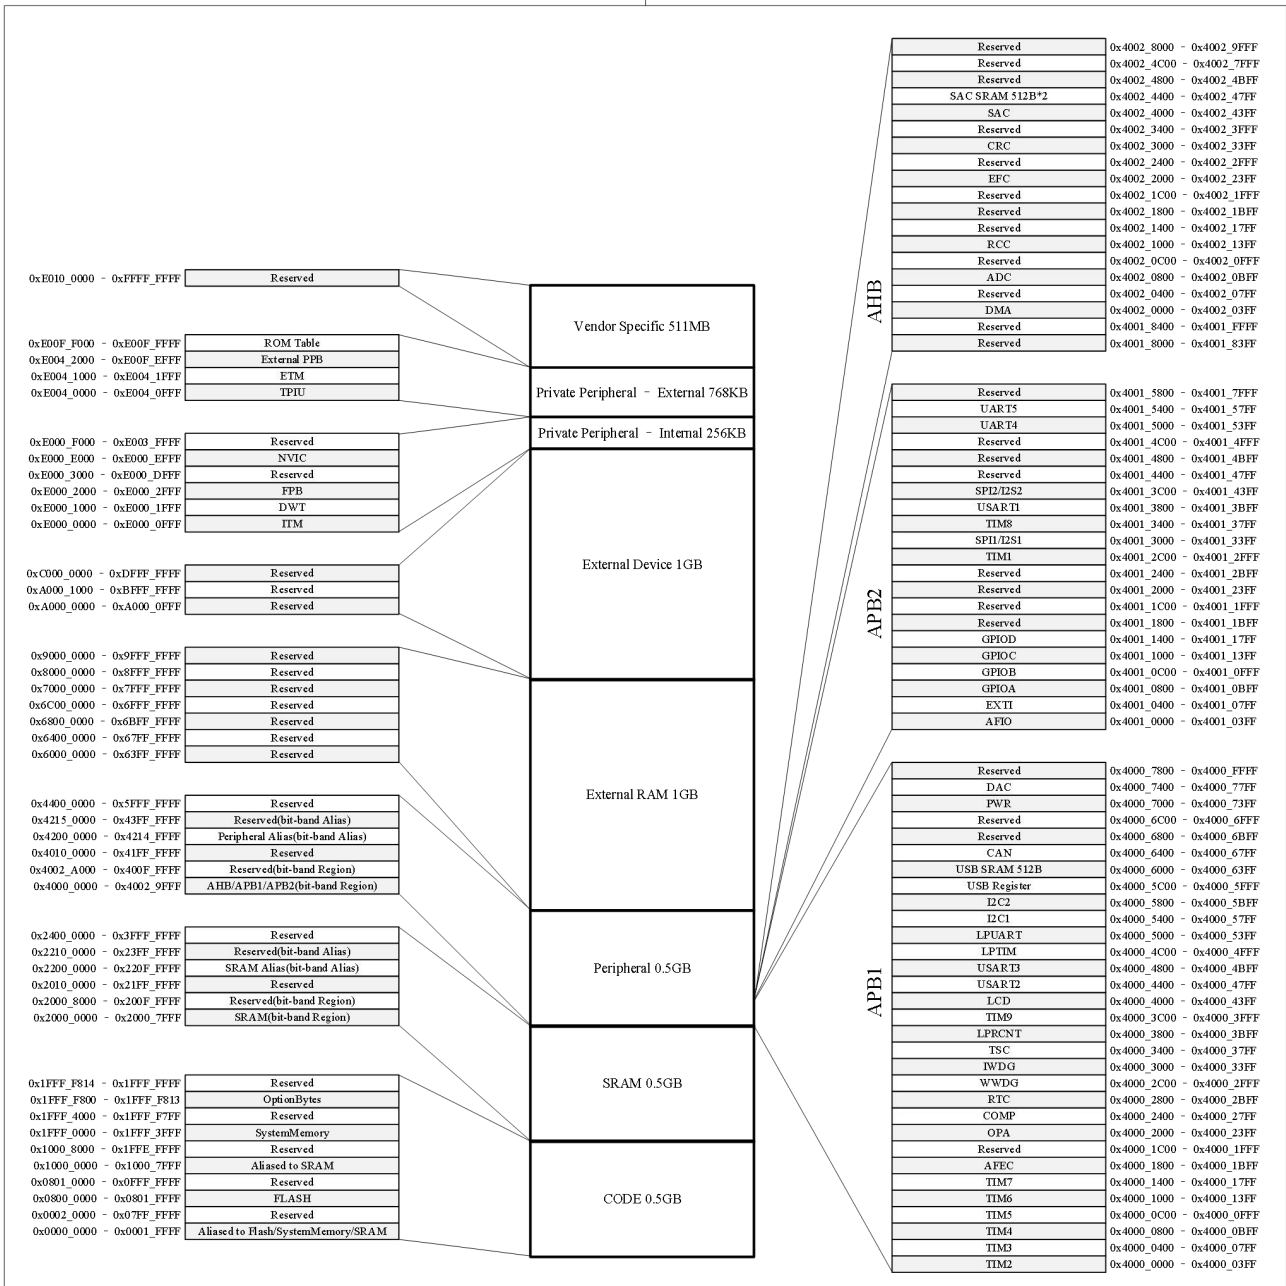 0xE010_0000 - 0xFFFF_FFFF Reserved
0xE00F_F000 - 0xE00F_FFFF ROM Table
0xE004_2000 - 0xE00F_EFFF External PPB
0xE004_1000 - 0xE004_1FFF ETM
0xE004_0000 - 0xE004_0FFF TPIU
0xE000_F000 - 0xE003_FFFF Reserved
0xE000_E000 - 0xE000_EFFF NVIC
0xE000_3000 - 0xE000_DFFF Reserved
0xE000_2000 - 0xE000_2FFF FPB
0xE000_1000 - 0xE000_1FFF DWT
0xE000_0000 - 0xE000_0FFF ITM
0xC000_0000 - 0xDFFF_FFFF Reserved
0xA000_1000 - 0xBFFF_FFFF Reserved
0xA000_0000 - 0xA000_0FFF Reserved
0x9000_0000 - 0x9FFF_FFFF Reserved
0x8000_0000 - 0x8FFF_FFFF Reserved
0x7000_0000 - 0x7FFF_FFFF Reserved
0x6C00_0000 - 0x6FFF_FFFF Reserved
0x6800_0000 - 0x6BFF_FFFF Reserved
0x6400_0000 - 0x67FF_FFFF Reserved
0x6000_0000 - 0x63FF_FFFF Reserved
0x4400_0000 - 0x5FFF_FFFF Reserved
0x4215_0000 - 0x43FF_FFFF Reserved(bit-band Alias)
0x4200_0000 - 0x4214_FFFF Peripheral Alias(bit-band Alias)
0x4010_0000 - 0x41FF_FFFF Reserved
0x4002_A000 - 0x400F_FFFF Reserved(bit-band Region)
0x4000_0000 - 0x4002_9FFF AHB/APB1/APB2(bit-band Region)
0x2400_0000 - 0x3FFF_FFFF Reserved
0x2210_0000 - 0x23FF_FFFF Reserved(bit-band Alias)
0x2200_0000 - 0x220F_FFFF SRAM Alias(bit-band Alias)
0x2010_0000 - 0x21FF_FFFF Reserved
0x2000_8000 - 0x200F_FFFF Reserved(bit-band Region)
0x2000_0000 - 0x2000_7FFF SRAM(bit-band Region)
0x1FFF_F814 - 0x1FFF_FFFF Reserved
0x1FFF_F800 - 0x1FFF_F813 OptionBytes
0x1FFF_4000 - 0x1FFF_F7FF Reserved
0x1FFF_0000 - 0x1FFF_3FFF SystemMemory
0x1000_8000 - 0x1FFE_FFFF Reserved
0x1000_0000 - 0x1000_7FFF Aliased to SRAM
0x0801_0000 - 0x0FFF_FFFF Reserved
0x0800_0000 - 0x0801_FFFF FLASH
0x0002_0000 - 0x07FF_FFFF Reserved
0x0000_0000 - 0x0001_FFFF Aliased to Flash/SystemMemory/SRAM
Vendor Specific 511MB
Private Peripheral - External 768KB
Private Peripheral - Internal 256KB
External Device 1GB
External RAM 1GB
Peripheral 0.5GB
SRAM 0.5GB
CODE 0.5GB
AHB
Reserved 0x4002_8000 - 0x4002_9FFF
Reserved 0x4002_4C00 - 0x4002_7FFF
Reserved 0x4002_4800 - 0x4002_4BFF
SAC SRAM 512B*2 0x4002_4400 - 0x4002_47FF
SAC 0x4002_4000 - 0x4002_43FF
Reserved 0x4002_3400 - 0x4002_3FFF
CRC 0x4002_3000 - 0x4002_33FF
Reserved 0x4002_2400 - 0x4002_2FFF
EFC 0x4002_2000 - 0x4002_23FF
Reserved 0x4002_1C00 - 0x4002_1FFF
Reserved 0x4002_1800 - 0x4002_1BFF
Reserved 0x4002_1400 - 0x4002_17FF
RCC 0x4002_1000 - 0x4002_13FF
Reserved 0x4002_0C00 - 0x4002_0FFF
ADC 0x4002_0800 - 0x4002_0BFF
Reserved 0x4002_0400 - 0x4002_07FF
DMA 0x4002_0000 - 0x4002_03FF
Reserved 0x4001_8400 - 0x4001_FFFF
Reserved 0x4001_8000 - 0x4001_83FF
APB2
Reserved 0x4001_5800 - 0x4001_7FFF
UART5 0x4001_5400 - 0x4001_57FF
UART4 0x4001_5000 - 0x4001_53FF
Reserved 0x4001_4C00 - 0x4001_4FFF
Reserved 0x4001_4800 - 0x4001_4BFF
Reserved 0x4001_4400 - 0x4001_47FF
SPI2/I2S2 0x4001_3C00 - 0x4001_43FF
USART1 0x4001_3800 - 0x4001_3BFF
TIM8 0x4001_3400 - 0x4001_37FF
SPI1/I2S1 0x4001_3000 - 0x4001_33FF
TIM1 0x4001_2C00 - 0x4001_2FFF
Reserved 0x4001_2400 - 0x4001_2BFF
Reserved 0x4001_2000 - 0x4001_23FF
Reserved 0x4001_1C00 - 0x4001_1FFF
Reserved 0x4001_1800 - 0x4001_1BFF
GPIOD 0x4001_1400 - 0x4001_17FF
GPIOC 0x4001_1000 - 0x4001_13FF
GPIOB 0x4001_0C00 - 0x4001_0FFF
GPIOA 0x4001_0800 - 0x4001_0BFF
EXTI 0x4001_0400 - 0x4001_07FF
AFIO 0x4001_0000 - 0x4001_03FF
APB1
Reserved 0x4000_7800 - 0x4000_FFFF
DAC 0x4000_7400 - 0x4000_77FF
PWR 0x4000_7000 - 0x4000_73FF
Reserved 0x4000_6C00 - 0x4000_6FFF
Reserved 0x4000_6800 - 0x4000_6BFF
CAN 0x4000_6400 - 0x4000_67FF
USB SRAM 512B 0x4000_6000 - 0x4000_63FF
USB Register 0x4000_5C00 - 0x4000_5FFF
I2C2 0x4000_5800 - 0x4000_5BFF
I2C1 0x4000_5400 - 0x4000_57FF
LPUART 0x4000_5000 - 0x4000_53FF
LPTIM 0x4000_4C00 - 0x4000_4FFF
USART3 0x4000_4800 - 0x4000_4BFF
USART2 0x4000_4400 - 0x4000_47FF
LCD 0x4000_4000 - 0x4000_43FF
TIM9 0x4000_3C00 - 0x4000_3FFF
LPRCNT 0x4000_3800 - 0x4000_3BFF
TSC 0x4000_3400 - 0x4000_37FF
IWDG 0x4000_3000 - 0x4000_33FF
WWDG 0x4000_2C00 - 0x4000_2FFF
RTC 0x4000_2800 - 0x4000_2BFF
COMP 0x4000_2400 - 0x4000_27FF
OPA 0x4000_2000 - 0x4000_23FF
Reserved 0x4000_1C00 - 0x4000_1FFF
AFEC 0x4000_1800 - 0x4000_1BFF
TIM7 0x4000_1400 - 0x4000_17FF
TIM6 0x4000_1000 - 0x4000_13FF
TIM5 0x4000_0C00 - 0x4000_0FFF
TIM4 0x4000_0800 - 0x4000_0BFF
TIM3 0x4000_0400 - 0x4000_07FF
TIM2 0x4000_0000 - 0x4000_03FF